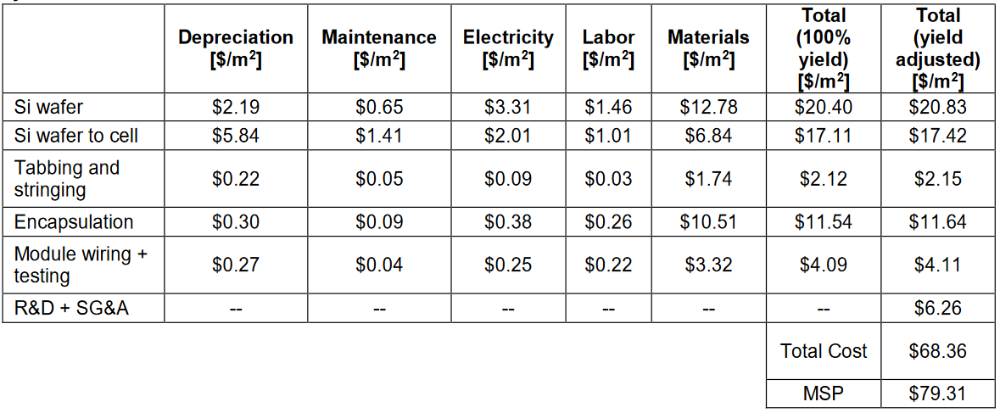 Depreciation [$/m²] Maintenance [$/m²] Electricity [$/m²] Labor [$/m²] Materials [$/m²] Total (100% yield) [$/m²] Total (yield adjusted) [$/m²]
Si wafer $2.19 $0.65 $3.31 $1.46 $12.78 $20.40 $20.83
Si wafer to cell $5.84 $1.41 $2.01 $1.01 $6.84 $17.11 $17.42
Tabbing and stringing $0.22 $0.05 $0.09 $0.03 $1.74 $2.12 $2.15
Encapsulation $0.30 $0.09 $0.38 $0.26 $10.51 $11.54 $11.64
Module wiring + testing $0.27 $0.04 $0.25 $0.22 $3.32 $4.09 $4.11
R&D + SG&A -- -- -- -- -- -- $6.26
Total Cost $68.36
MSP $79.31